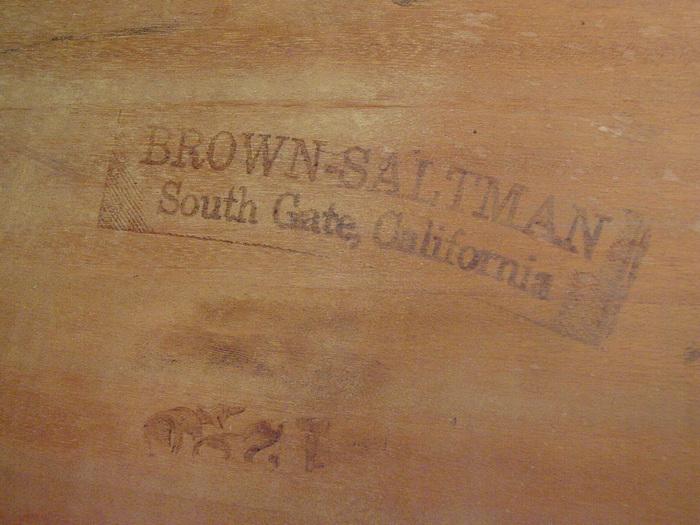 BROWN-SALTMAN
South Gate, California